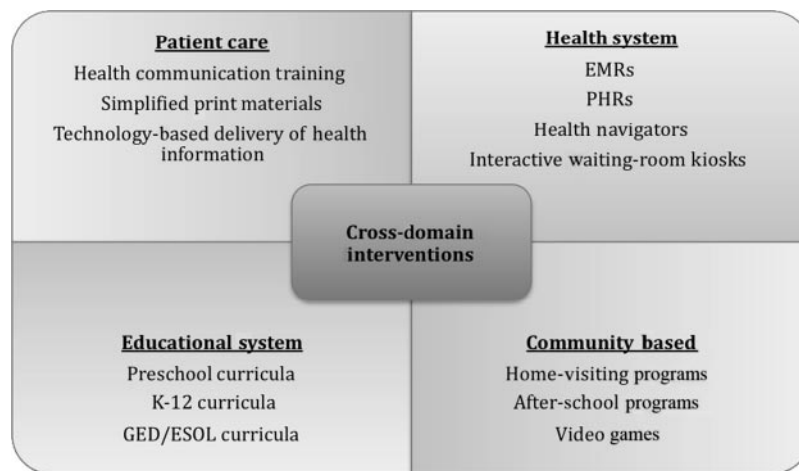 Patient care
Health communication training
Simplified print materials
Technology-based delivery of health
information
Health system
EMRs
PHRs
Health navigators
Interactive waiting-room kiosks
Cross-domain
interventions
Educational system
Preschool curricula
K-12 curricula
GED/ESOL curricula
Community based
Home-visiting programs
After-school programs
Video games